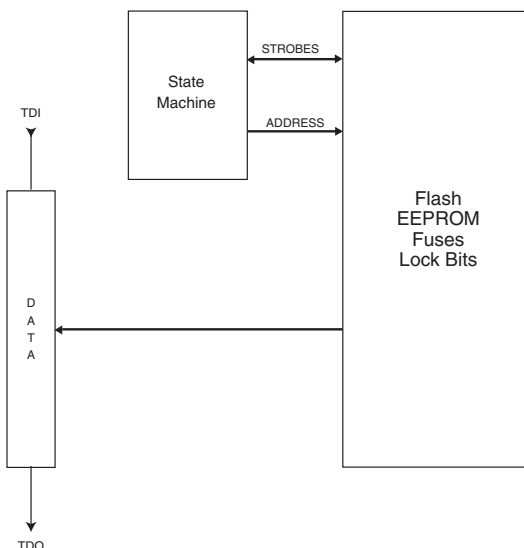 STROBES
State
Machine
TDI
ADDRESS
Flash
EEPROM
Fuses
Lock Bits
D
A
T
A
TDO